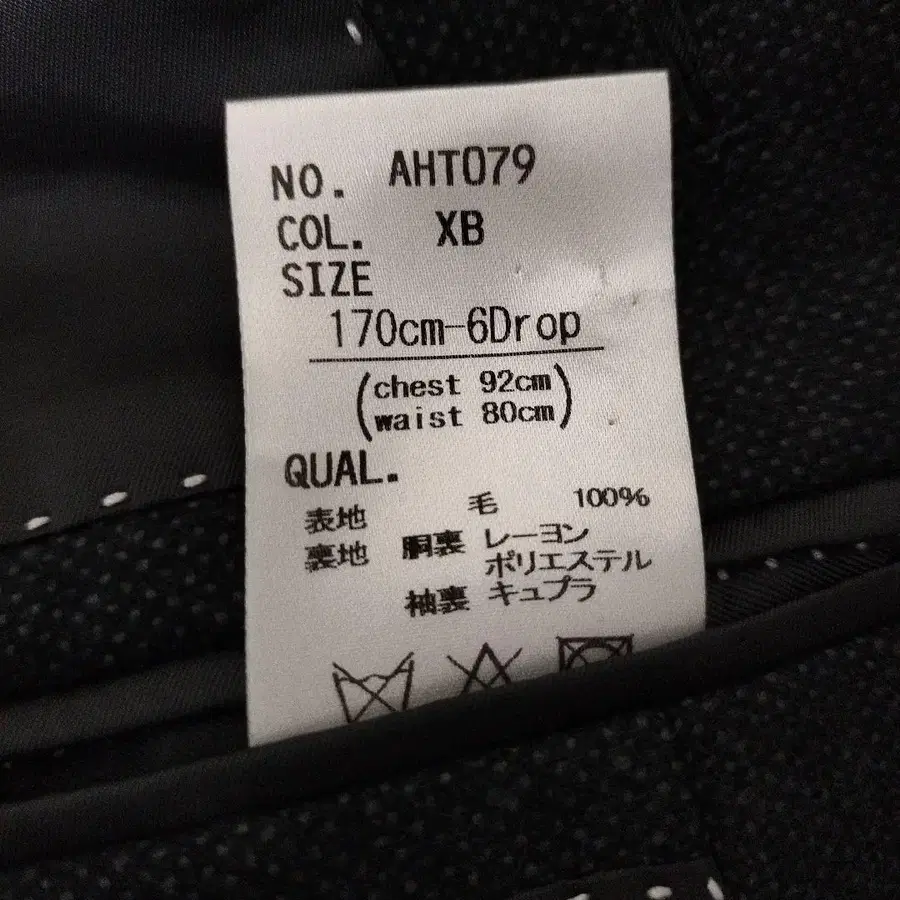 NO. AHT079
COL. XB
SIZE
170cm-6Drop
(chest 92cm
waist 80cm)
QUAL.
表地 毛 100%
裏地 胴裏 レーヨン
ポリエステル
袖裏 キュプラ